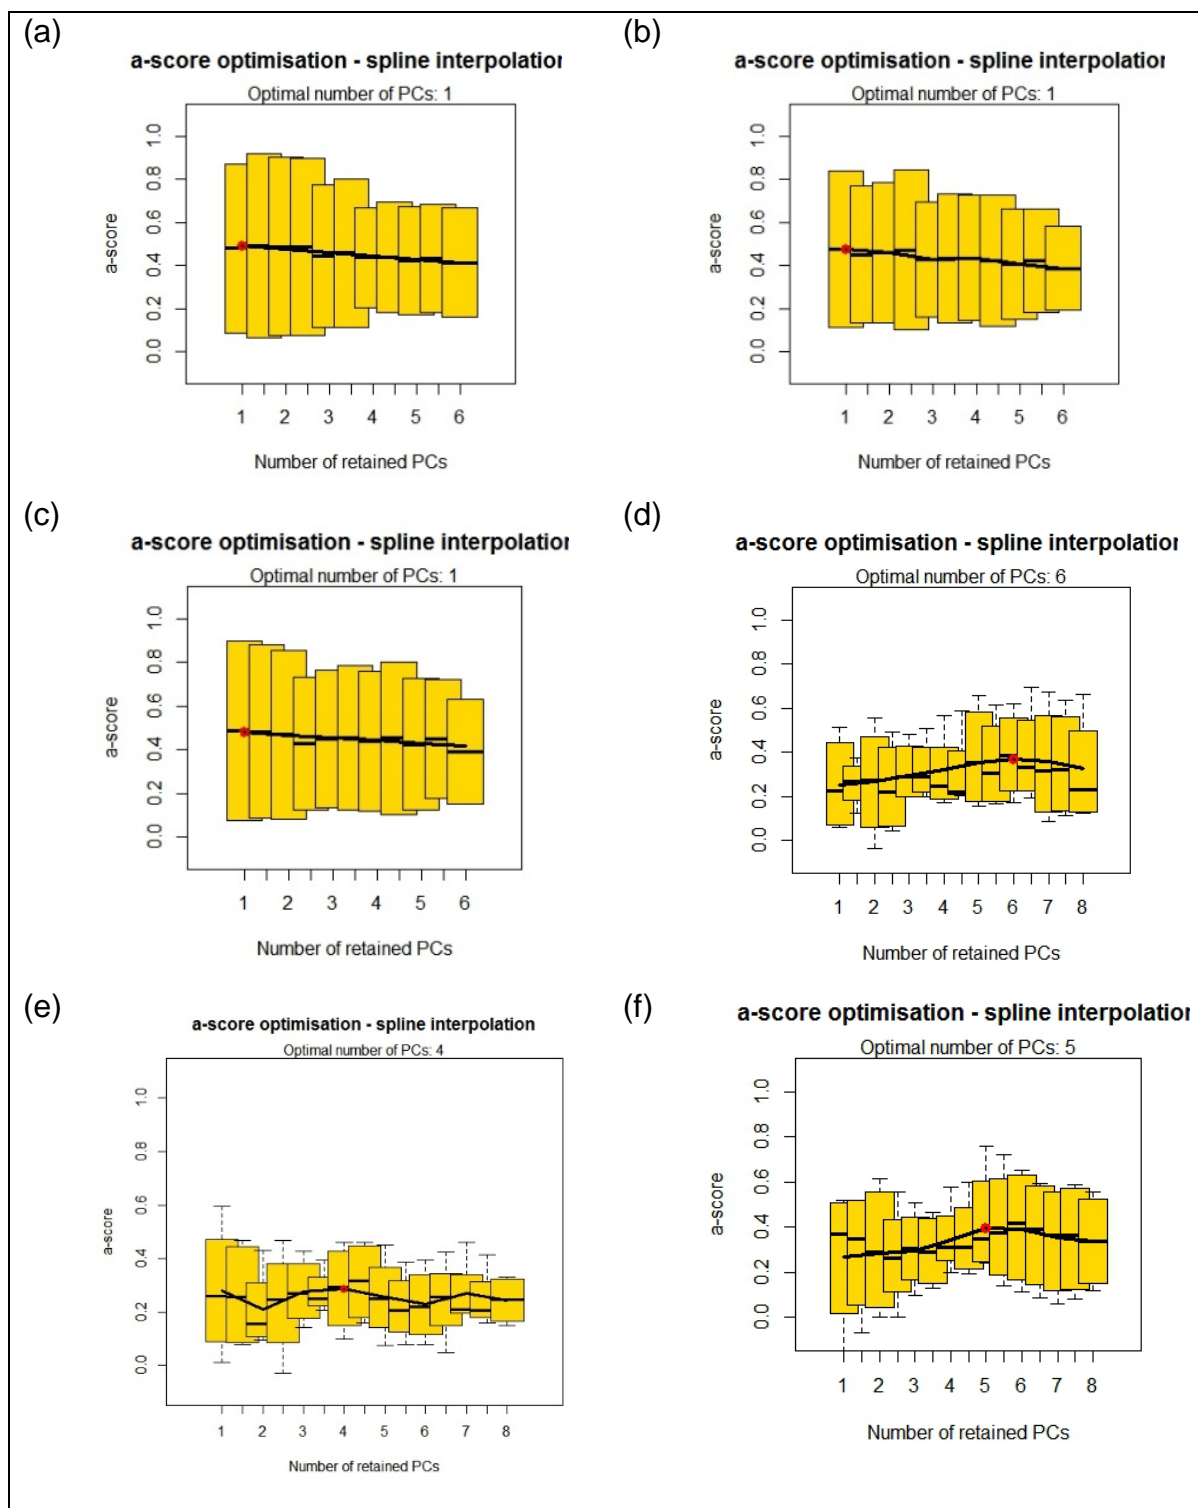 (a)
a-score optimisation - spline interpolation
Optimal number of PCs: 1
a-score
1.0
0.8
0.6
0.4
0.2
0.0
1 2 3 4 5 6
Number of retained PCs
(b)
a-score optimisation - spline interpolation
Optimal number of PCs: 1
a-score
1.0
0.8
0.6
0.4
0.2
0.0
1 2 3 4 5 6
Number of retained PCs
(c)
a-score optimisation - spline interpolation
Optimal number of PCs: 1
a-score
1.0
0.8
0.6
0.4
0.2
0.0
1 2 3 4 5 6
Number of retained PCs
(d)
a-score optimisation - spline interpolation
Optimal number of PCs: 6
a-score
1.0
0.8
0.6
0.4
0.2
0.0
1 2 3 4 5 6 7 8
Number of retained PCs
(e)
a-score optimisation - spline interpolation
Optimal number of PCs: 4
a-score
1.0
0.8
0.6
0.4
0.2
0.0
1 2 3 4 5 6 7 8
Number of retained PCs
(f)
a-score optimisation - spline interpolation
Optimal number of PCs: 5
a-score
1.0
0.8
0.6
0.4
0.2
0.0
1 2 3 4 5 6 7 8
Number of retained PCs